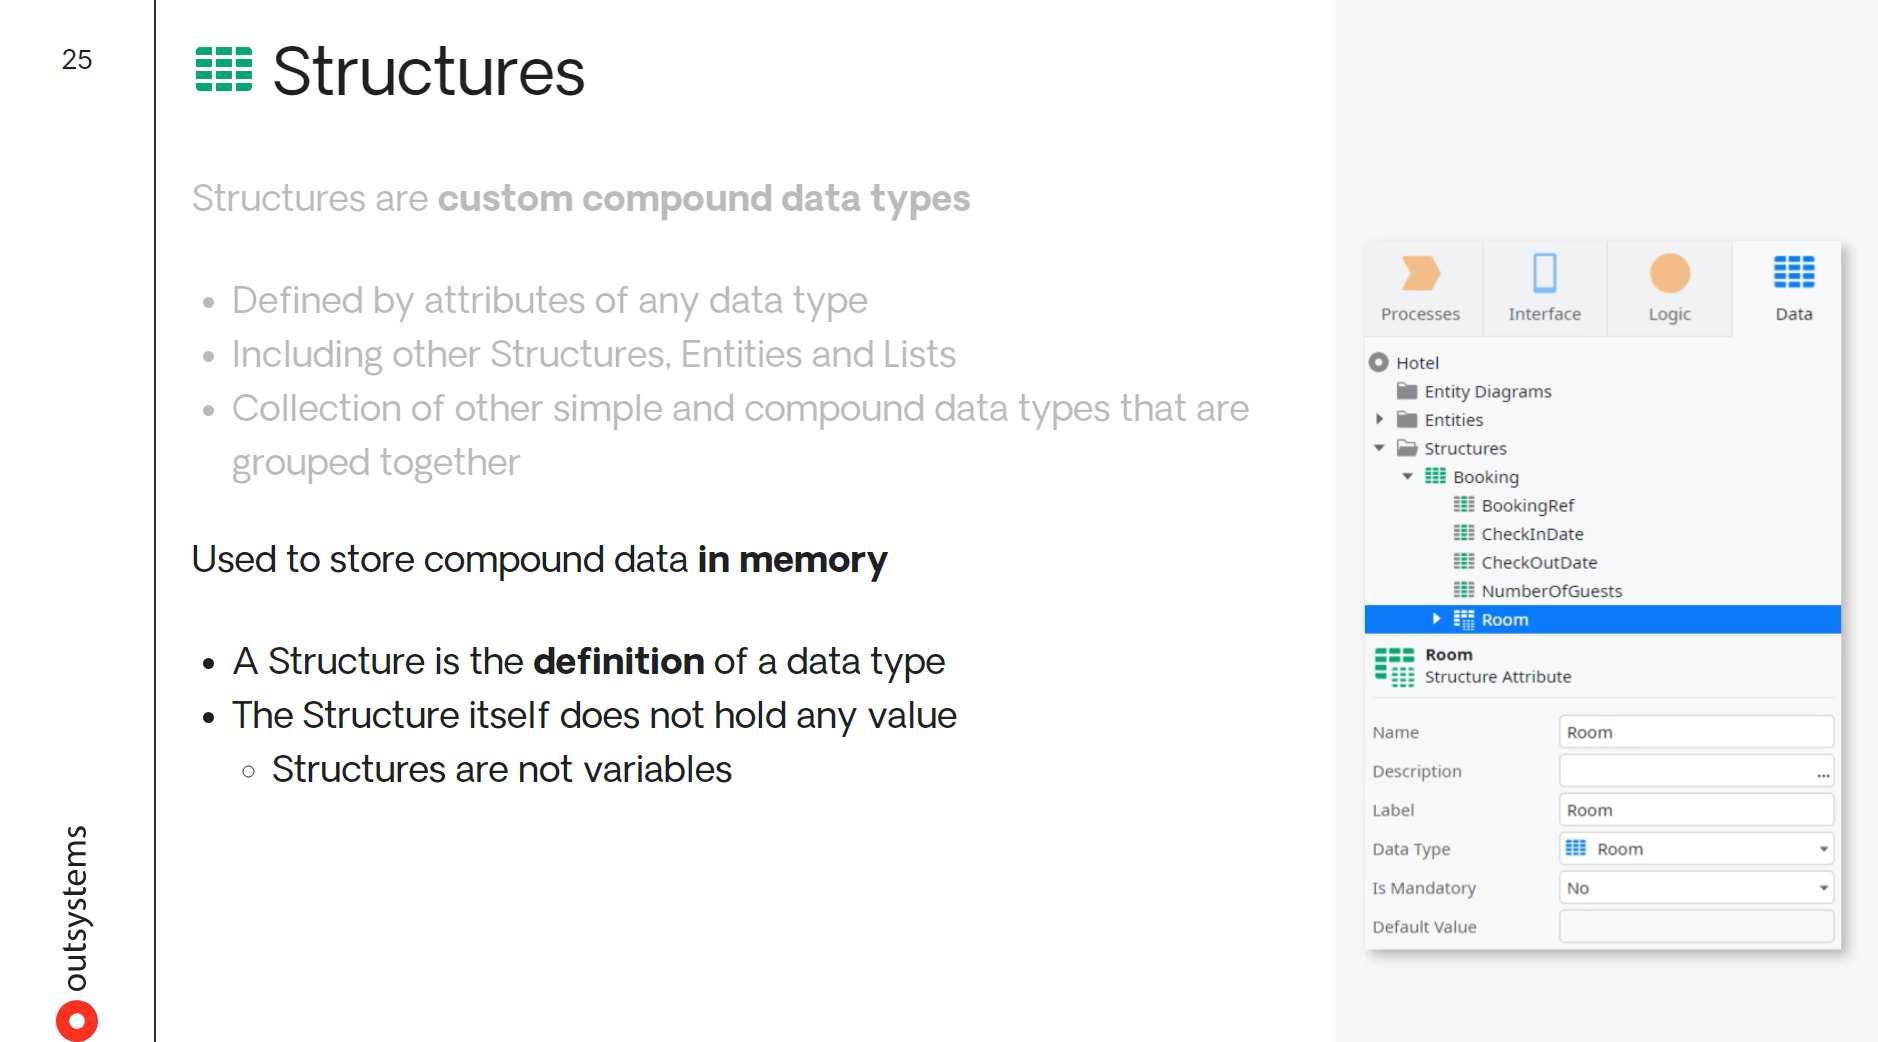 25
Structures
Structures are custom compound data types
• Defined by attributes of any data type
• Including other Structures, Entities and Lists
• Collection of other simple and compound data types that are
grouped together
Used to store compound data in memory
• A Structure is the definition of a data type
• The Structure itself does not hold any value
○ Structures are not variables
outsystems
Processes Interface Logic Data
Hotel
Entity Diagrams
Entities
Structures
Booking
BookingRef
CheckInDate
CheckOutDate
NumberOfGuests
Room
Room
Structure Attribute
Name Room
Description ...
Label Room
Data Type Room
Is Mandatory No
Default Value